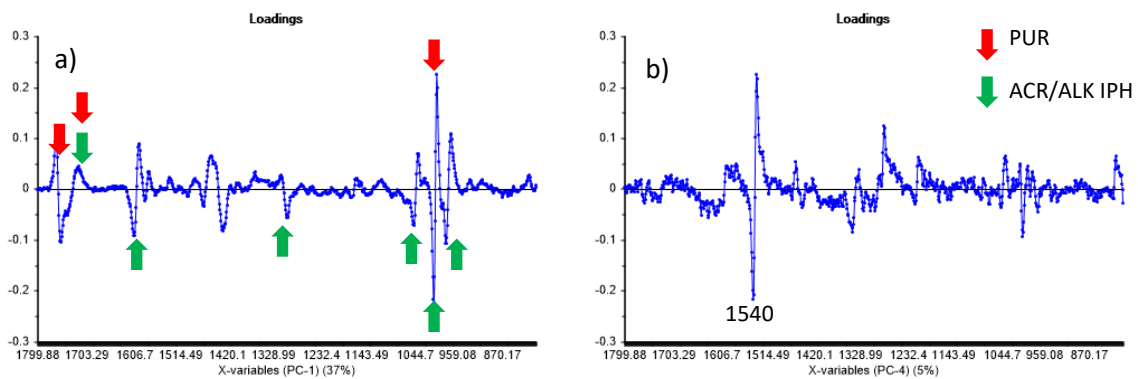 Loadings
a)
0.3
0.2
0.1
0
-0.1
-0.2
-0.3
1799.88 1703.29 1606.7 1514.49 1420.1 1328.99 1232.4 1143.49 1044.7 959.08 870.17
X-variables (PC-1) (37%)
Loadings
b)
0.3
0.2
0.1
0
-0.1
-0.2
-0.3
1540
1799.88 1703.29 1606.7 1514.49 1420.1 1328.99 1232.4 1143.49 1044.7 959.08 870.17
X-variables (PC-4) (5%)
PUR
ACR/ALK IPH